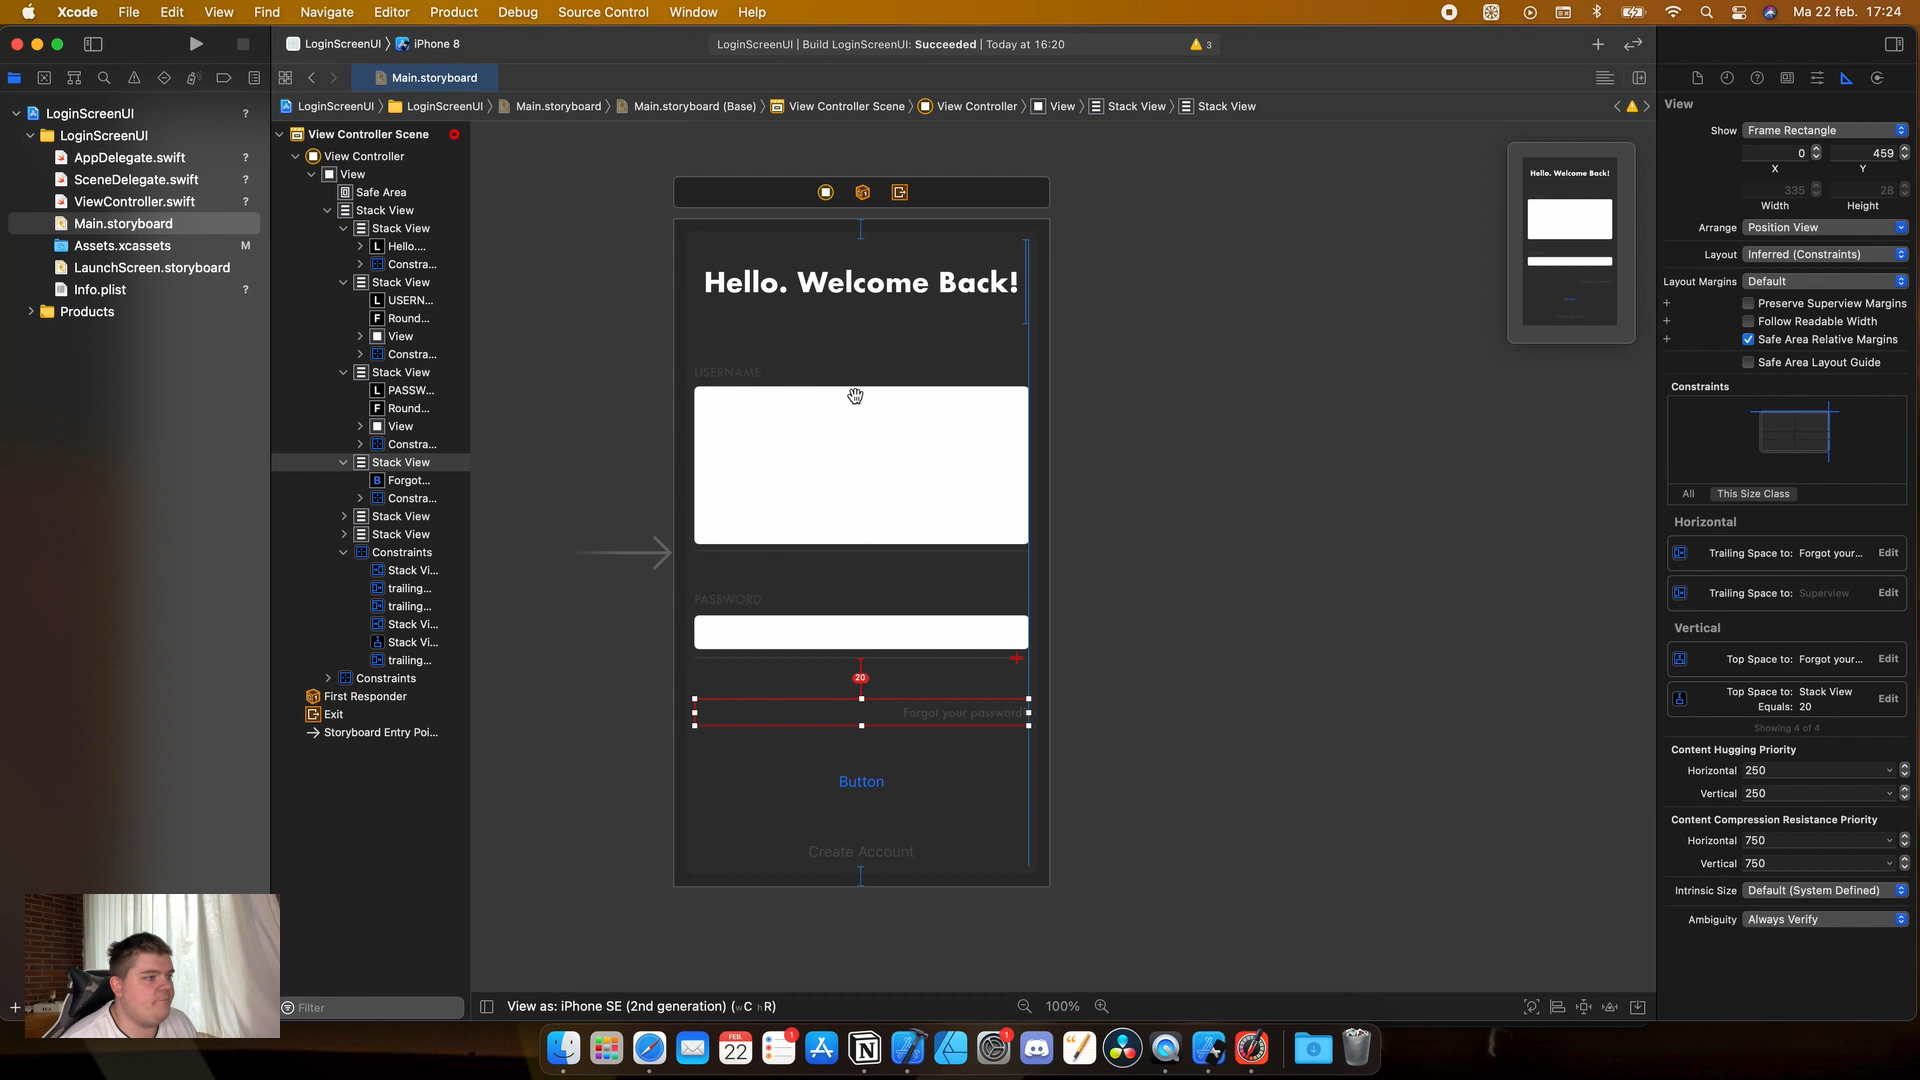 Xcode File Edit View Find Navigate Editor Product Debug Source Control Window Help
Ma 22 feb. 17:24
LoginScreenUI iPhone 8
LoginScreenUI | Build LoginScreenUI: Succeeded | Today at 16:20
3
Main.storyboard
LoginScreenUI LoginScreenUI Main.storyboard Main.storyboard (Base) View Controller Scene View Controller View Stack View Stack View
LoginScreenUI ?
LoginScreenUI
AppDelegate.swift ?
SceneDelegate.swift ?
ViewController.swift ?
Main.storyboard
Assets.xcassets M
LaunchScreen.storyboard
Info.plist ?
Products
View Controller Scene
View Controller
View
Safe Area
Stack View
Stack View
L Hello....
Constra...
Stack View
L USERN...
F Round...
View
Constra...
Stack View
L PASSW...
F Round...
View
Constra...
Stack View
B Forgot...
Constra...
Stack View
Stack View
Constraints
Stack Vi...
trailing...
trailing...
Stack Vi...
Stack Vi...
trailing...
Constraints
First Responder
Exit
Storyboard Entry Poi...
Filter
Hello. Welcome Back!
USERNAME
PASSWORD
20
Forgot your password
Button
Create Account
Hello. Welcome Back!
View as: iPhone SE (2nd generation) (wC hR)
100%
View
Show Frame Rectangle
0 459
X Y
335 28
Width Height
Arrange Position View
Layout Inferred (Constraints)
Layout Margins Default
Preserve Superview Margins
Follow Readable Width
Safe Area Relative Margins
Safe Area Layout Guide
Constraints
All This Size Class
Horizontal
Trailing Space to: Forgot your... Edit
Trailing Space to: Superview Edit
Vertical
Top Space to: Forgot your... Edit
Top Space to: Stack View
Equals: 20 Edit
Showing 4 of 4
Content Hugging Priority
Horizontal 250
Vertical 250
Content Compression Resistance Priority
Horizontal 750
Vertical 750
Intrinsic Size Default (System Defined)
Ambiguity Always Verify
FEB.
22
1
1